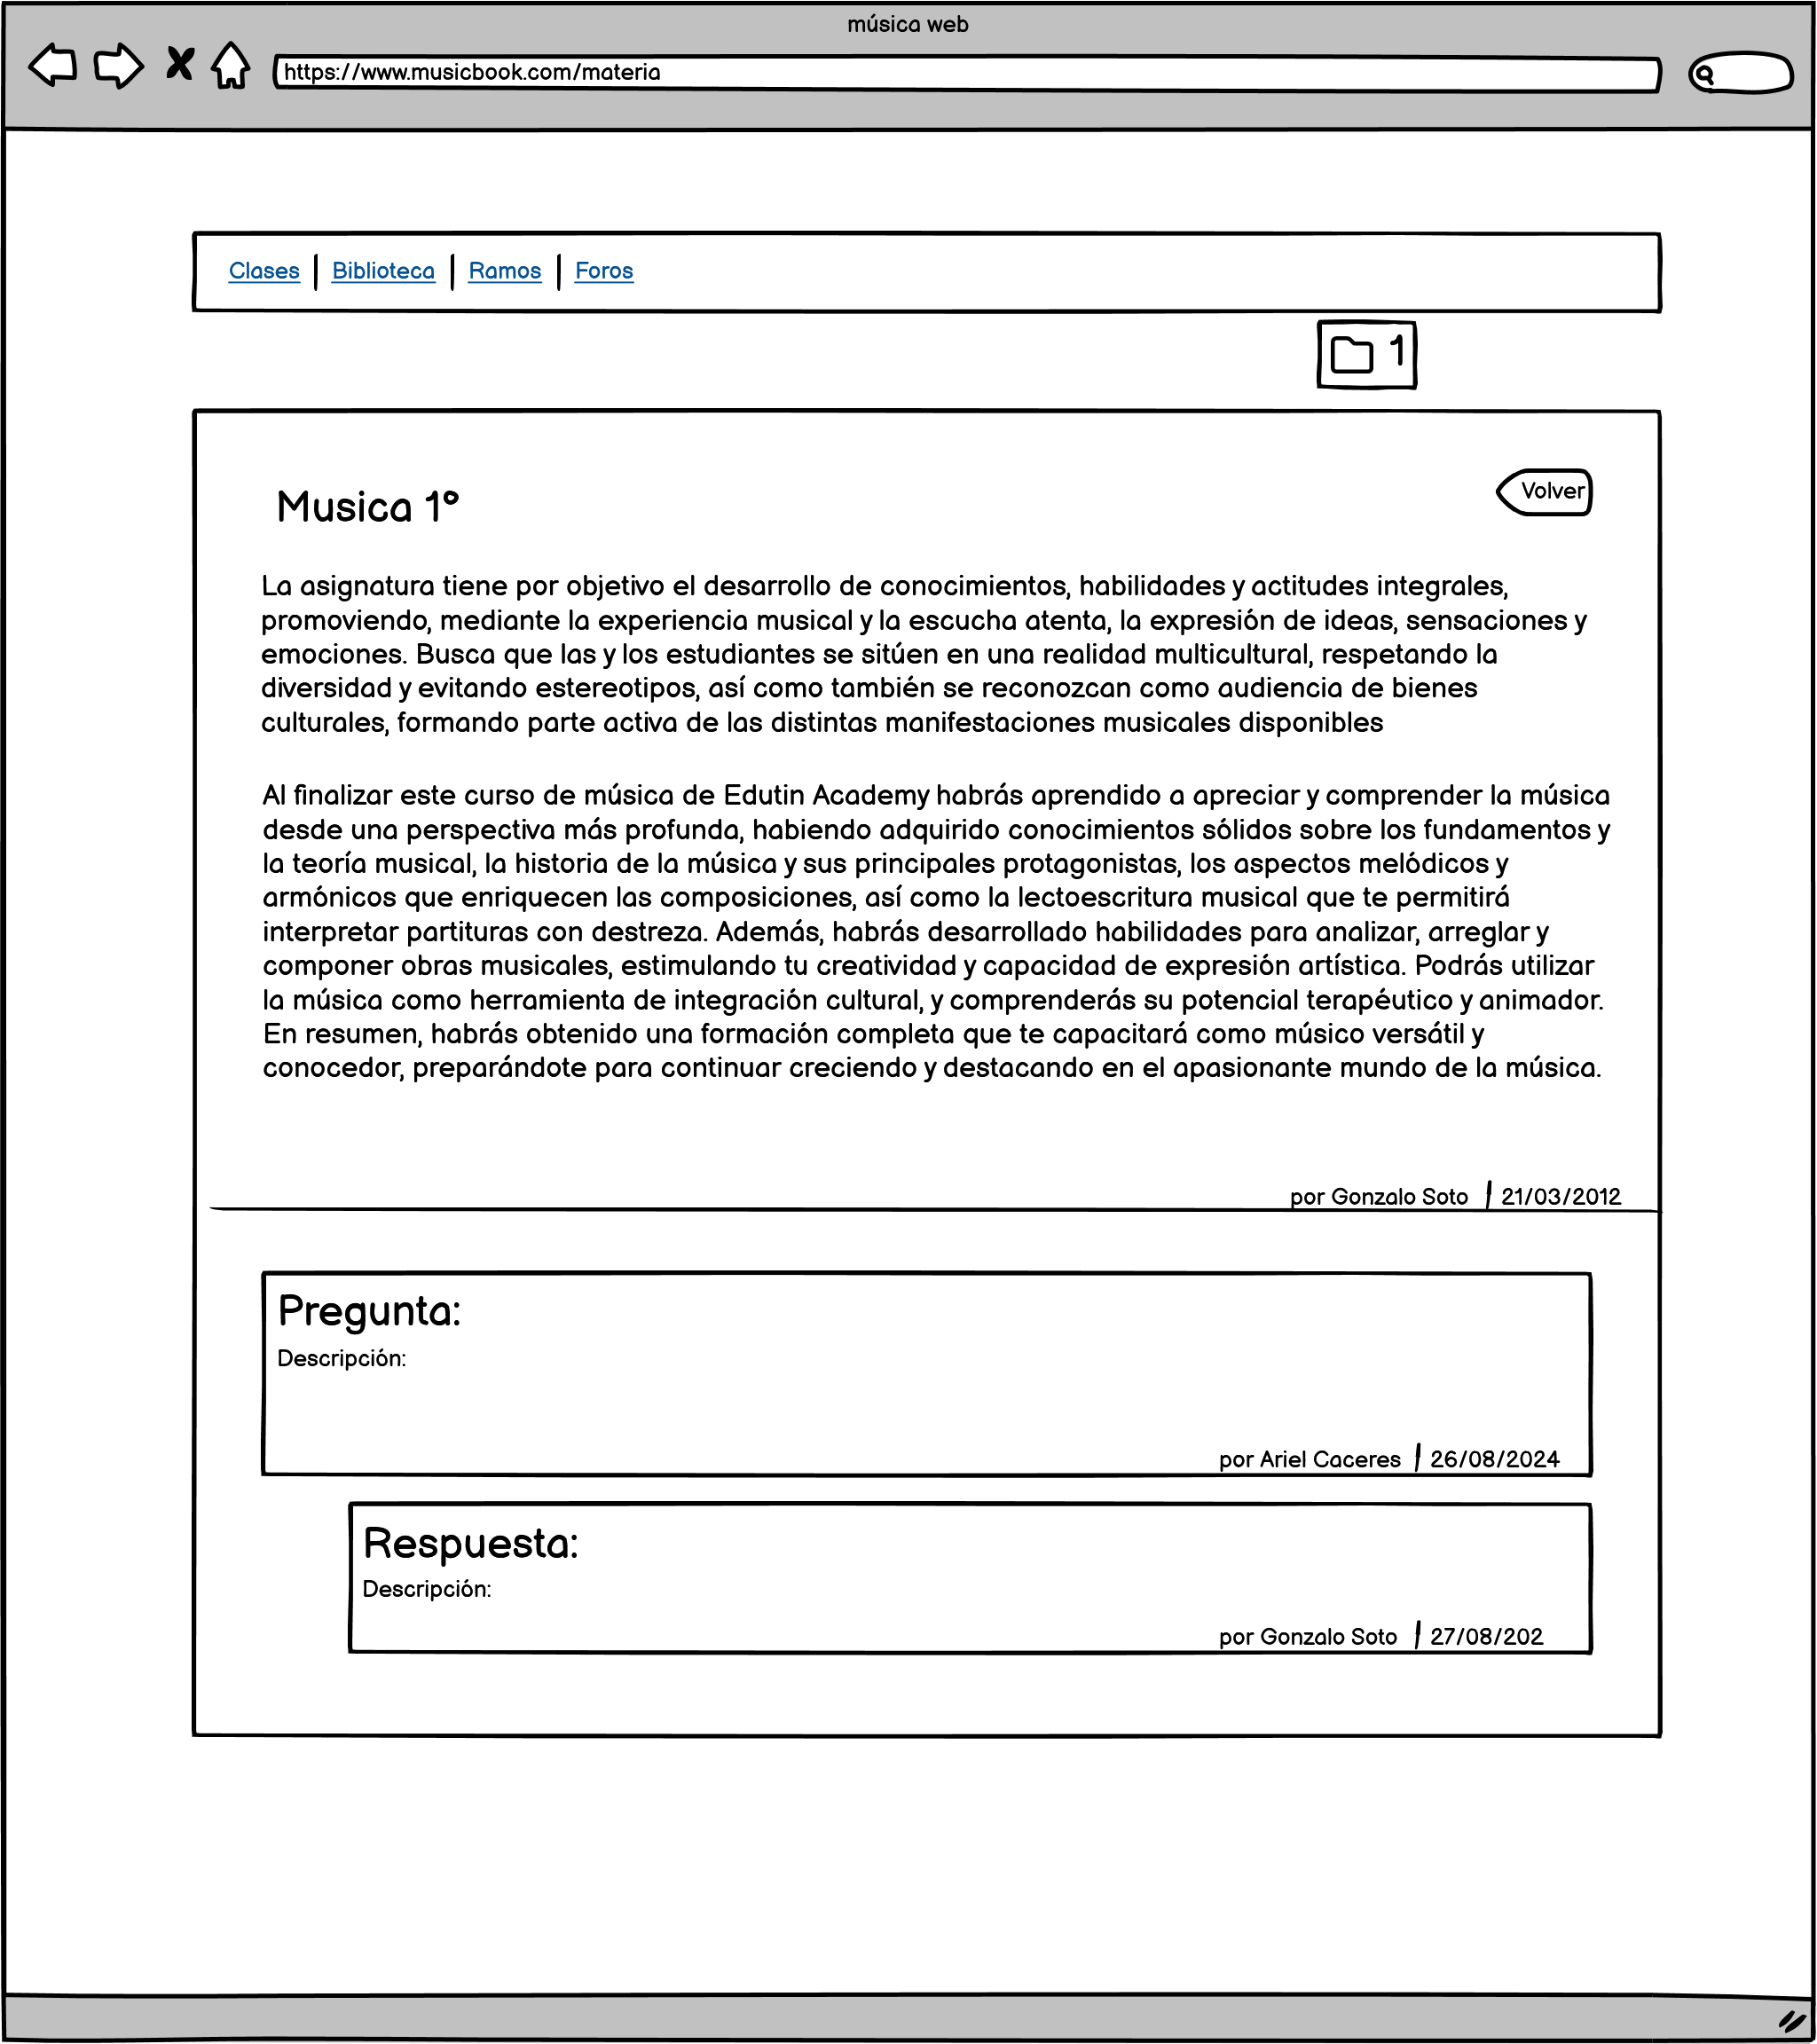 música web
https://www.musicbook.com/materia
Clases | Biblioteca | Ramos | Foros
1
Musica 1°
Volver
La asignatura tiene por objetivo el desarrollo de conocimientos, habilidades y actitudes integrales,
promoviendo, mediante la experiencia musical y la escucha atenta, la expresión de ideas, sensaciones y
emociones. Busca que las y los estudiantes se sitúen en una realidad multicultural, respetando la
diversidad y evitando estereotipos, así como también se reconozcan como audiencia de bienes
culturales, formando parte activa de las distintas manifestaciones musicales disponibles
Al finalizar este curso de música de Edutin Academy habrás aprendido a apreciar y comprender la música
desde una perspectiva más profunda, habiendo adquirido conocimientos sólidos sobre los fundamentos y
la teoría musical, la historia de la música y sus principales protagonistas, los aspectos melódicos y
armónicos que enriquecen las composiciones, así como la lectoescritura musical que te permitirá
interpretar partituras con destreza. Además, habrás desarrollado habilidades para analizar, arreglar y
componer obras musicales, estimulando tu creatividad y capacidad de expresión artística. Podrás utilizar
la música como herramienta de integración cultural, y comprenderás su potencial terapéutico y animador.
En resumen, habrás obtenido una formación completa que te capacitará como músico versátil y
conocedor, preparándote para continuar creciendo y destacando en el apasionante mundo de la música.
por Gonzalo Soto | 21/03/2012
Pregunta:
Descripción:
por Ariel Caceres | 26/08/2024
Respuesta:
Descripción:
por Gonzalo Soto | 27/08/202